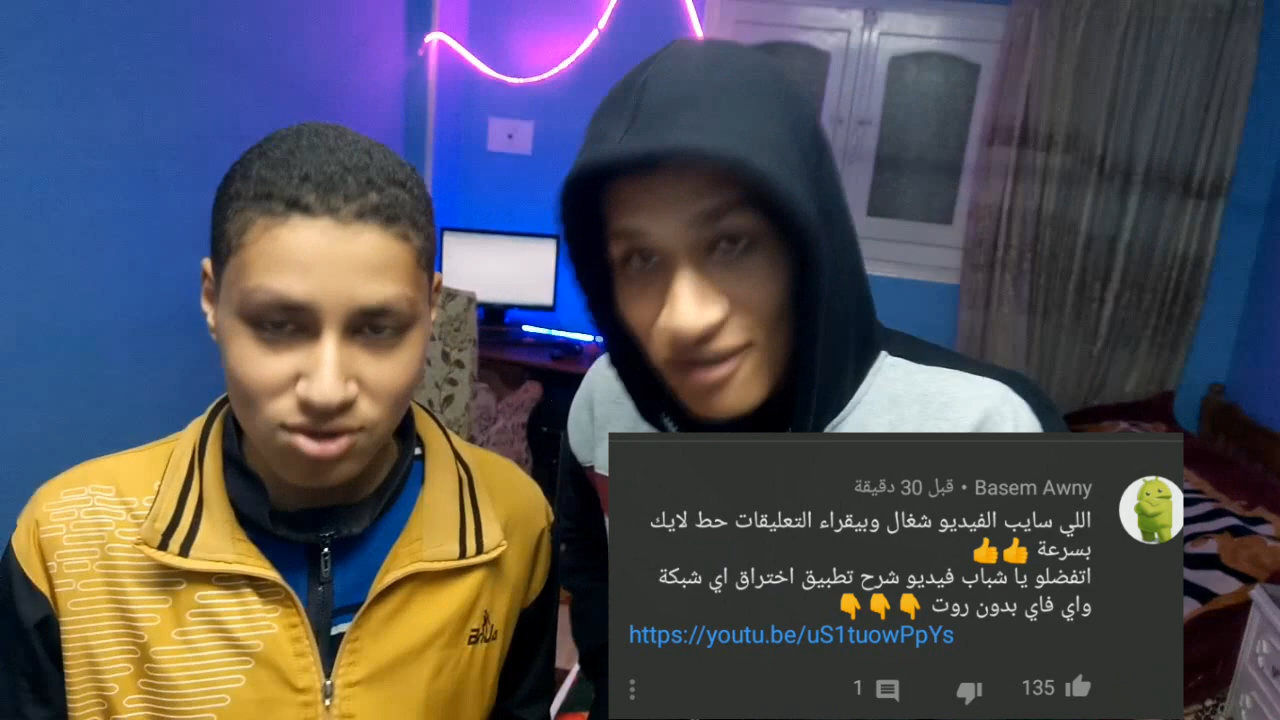 Basem Awny • قبل 30 دقيقة
اللي سايب الفيديو شغال وبيقراء التعليقات حط لايك
بسرعة 👍👍
اتفضلو يا شباب فيديو شرح تطبيق اختراق اي شبكة
واي فاي بدون روت 👇👇👇
https://youtu.be/uS1tuowPpYs
135
1